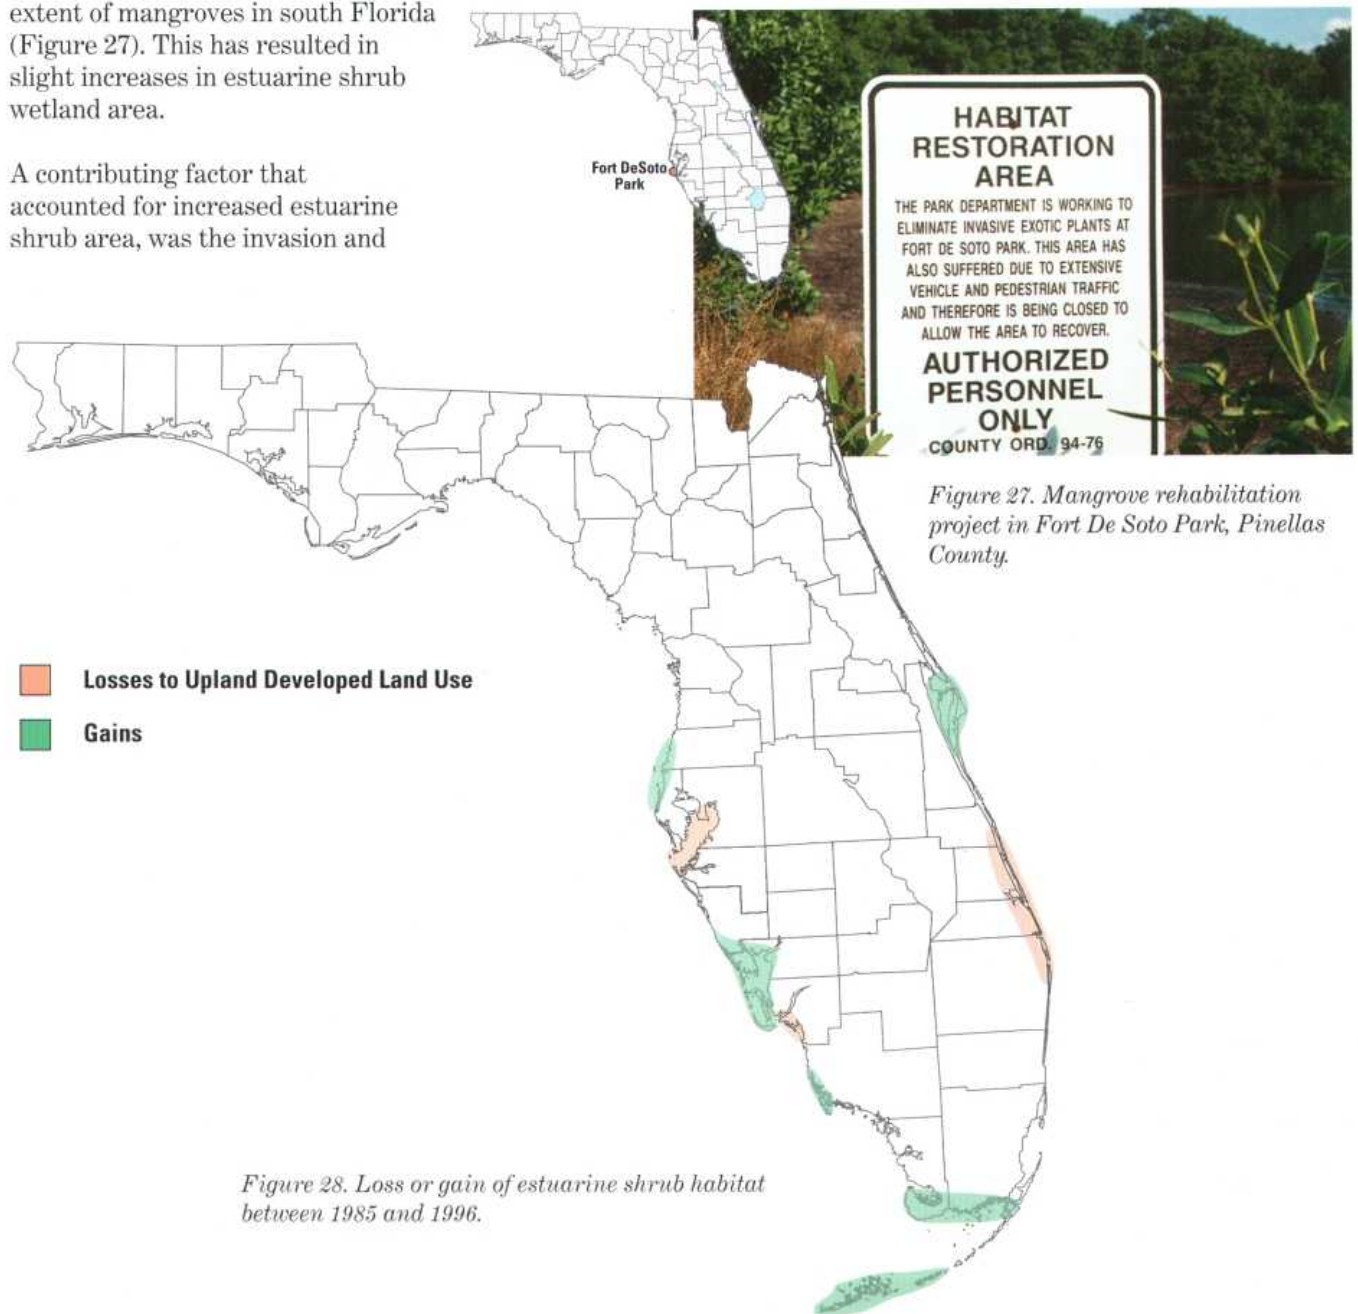 extent of mangroves in south Florida
(Figure 27). This has resulted in
slight increases in estuarine shrub
wetland area.
A contributing factor that
accounted for increased estuarine
shrub area, was the invasion and
Fort DeSoto
Park
HABITAT
RESTORATION
AREA
THE PARK DEPARTMENT IS WORKING TO
ELIMINATE INVASIVE EXOTIC PLANTS AT
FORT DE SOTO PARK. THIS AREA HAS
ALSO SUFFERED DUE TO EXTENSIVE
VEHICLE AND PEDESTRIAN TRAFFIC
AND THEREFORE IS BEING CLOSED TO
ALLOW THE AREA TO RECOVER.
AUTHORIZED
PERSONNEL
ONLY
COUNTY ORD. 94-76
Figure 27. Mangrove rehabilitation
project in Fort De Soto Park, Pinellas
County.
Losses to Upland Developed Land Use
Gains
Figure 28. Loss or gain of estuarine shrub habitat
between 1985 and 1996.